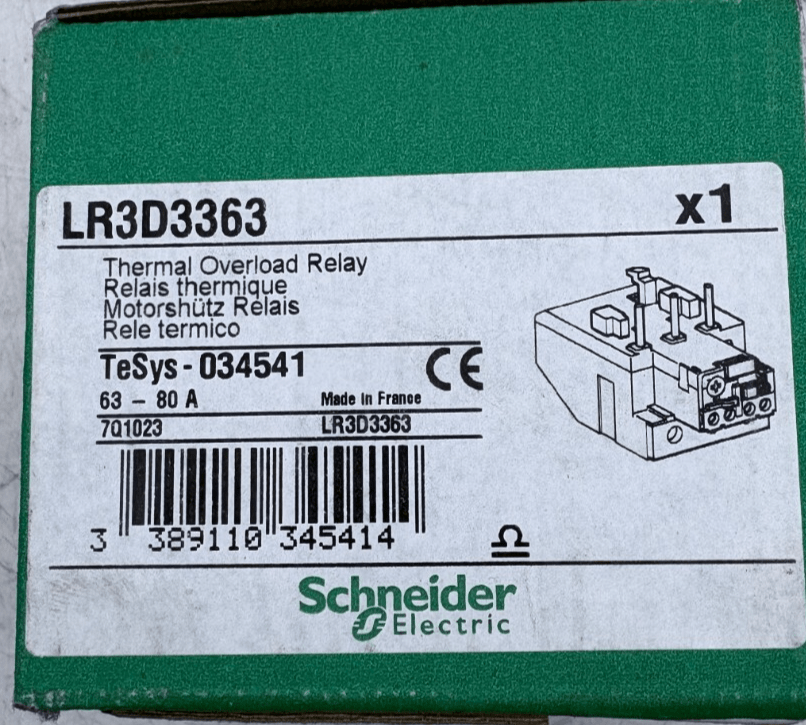 LR3D3363 x1
Thermal Overload Relay
Relais thermique
Motorshütz Relais
Rele termico
TeSys - 034541
CE
63 - 80 A Made in France
7Q1023 LR3D3363
3 389110 345414
Schneider
Electric